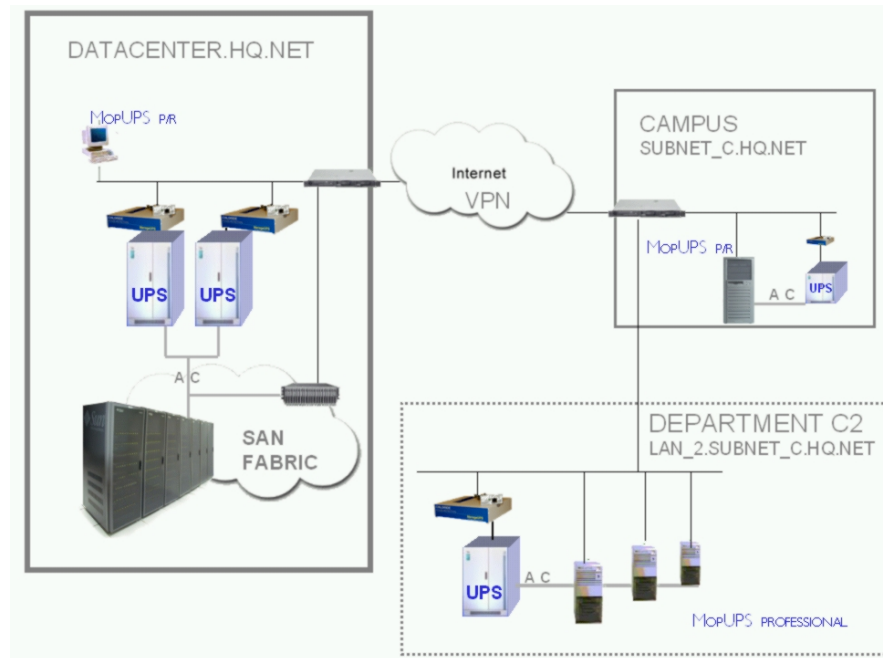 DATACENTER.HQ.NET
MopUPS P/R
Internet
VPN
CAMPUS
SUBNET_C.HQ.NET
MopUPS P/R
UPS
A C
UPS
UPS
A C
SAN
FABRIC
DEPARTMENT C2
LAN_2.SUBNET_C.HQ.NET
UPS
A C
MopUPS PROFESSIONAL